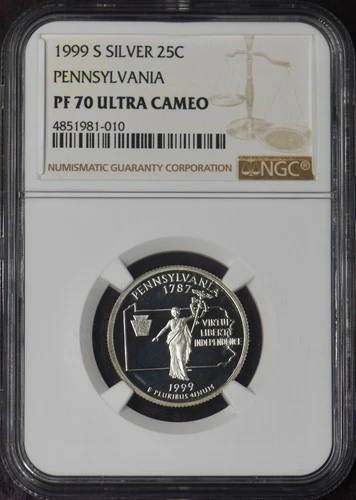 1999 S SILVER 25C
PENNSYLVANIA
PF 70 ULTRA CAMEO
4851981-010
NUMISMATIC GUARANTY CORPORATION
NGC®
PENNSYLVANIA
1787
VIRTUE
LIBERTY
INDEPENDENCE
1999
E PLURIBUS UNUM